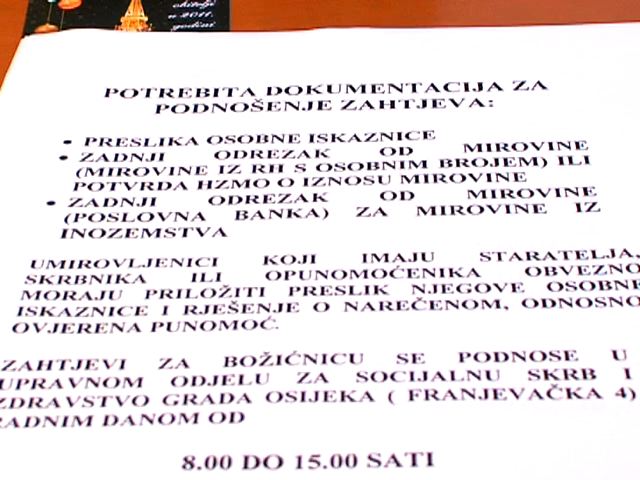 obitelji
u 2011.
godini
POTREBITA DOKUMENTACIJA ZA
PODNOŠENJE ZAHTJEVA:
• PRESLIKA OSOBNE ISKAZNICE
• ZADNJI ODREZAK OD MIROVINE
(MIROVINE IZ RH S OSOBNIM BROJEM) ILI
POTVRDA HZMO O IZNOSU MIROVINE
• ZADNJI ODREZAK OD MIROVINE
(POSLOVNA BANKA) ZA MIROVINE IZ
INOZEMSTVA
UMIROVLJENICI KOJI IMAJU STARATELJA,
SKRBNIKA ILI OPUNOMOĆENIKA OBVEZNO
MORAJU PRILOŽITI PRESLIK NJEGOVE OSOBNE
ISKAZNICE I RJEŠENJE O NAREČENOM, ODNOSNO
OVJERENA PUNOMOĆ.
ZAHTJEVI ZA BOŽIĆNICU SE PODNOSE U
UPRAVNOM ODJELU ZA SOCIJALNU SKRB I
ZDRAVSTVO GRADA OSIJEKA ( FRANJEVAČKA 4)
RADNIM DANOM OD
8.00 DO 15.00 SATI